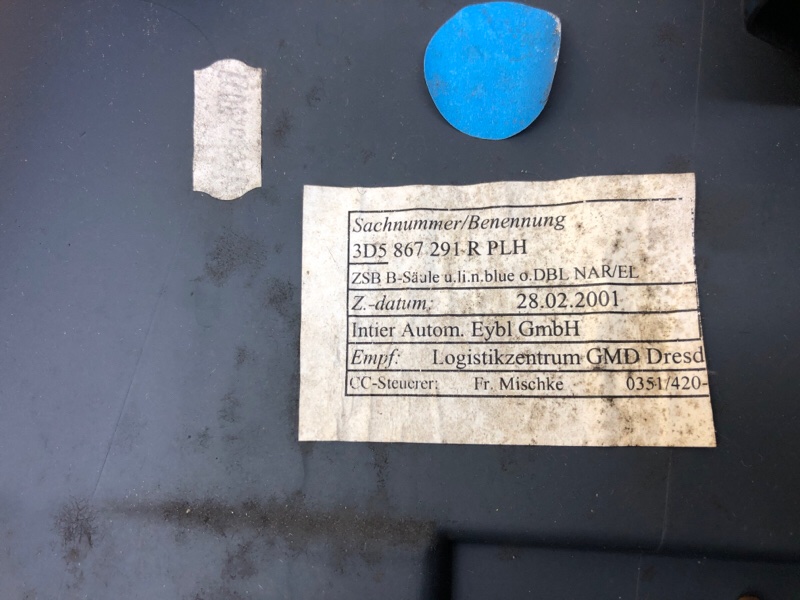 Sachnummer/Benennung
3D5 867 291 R PLH
ZSB B-Säule u.li.n.blue o.DBL NAR/EL
Z.-datum: 28.02.2001
Intier Autom. Eybl GmbH
Empf: Logistikzentrum GMD Dresd
CC-Steuerer: Fr. Mischke 0351/420-